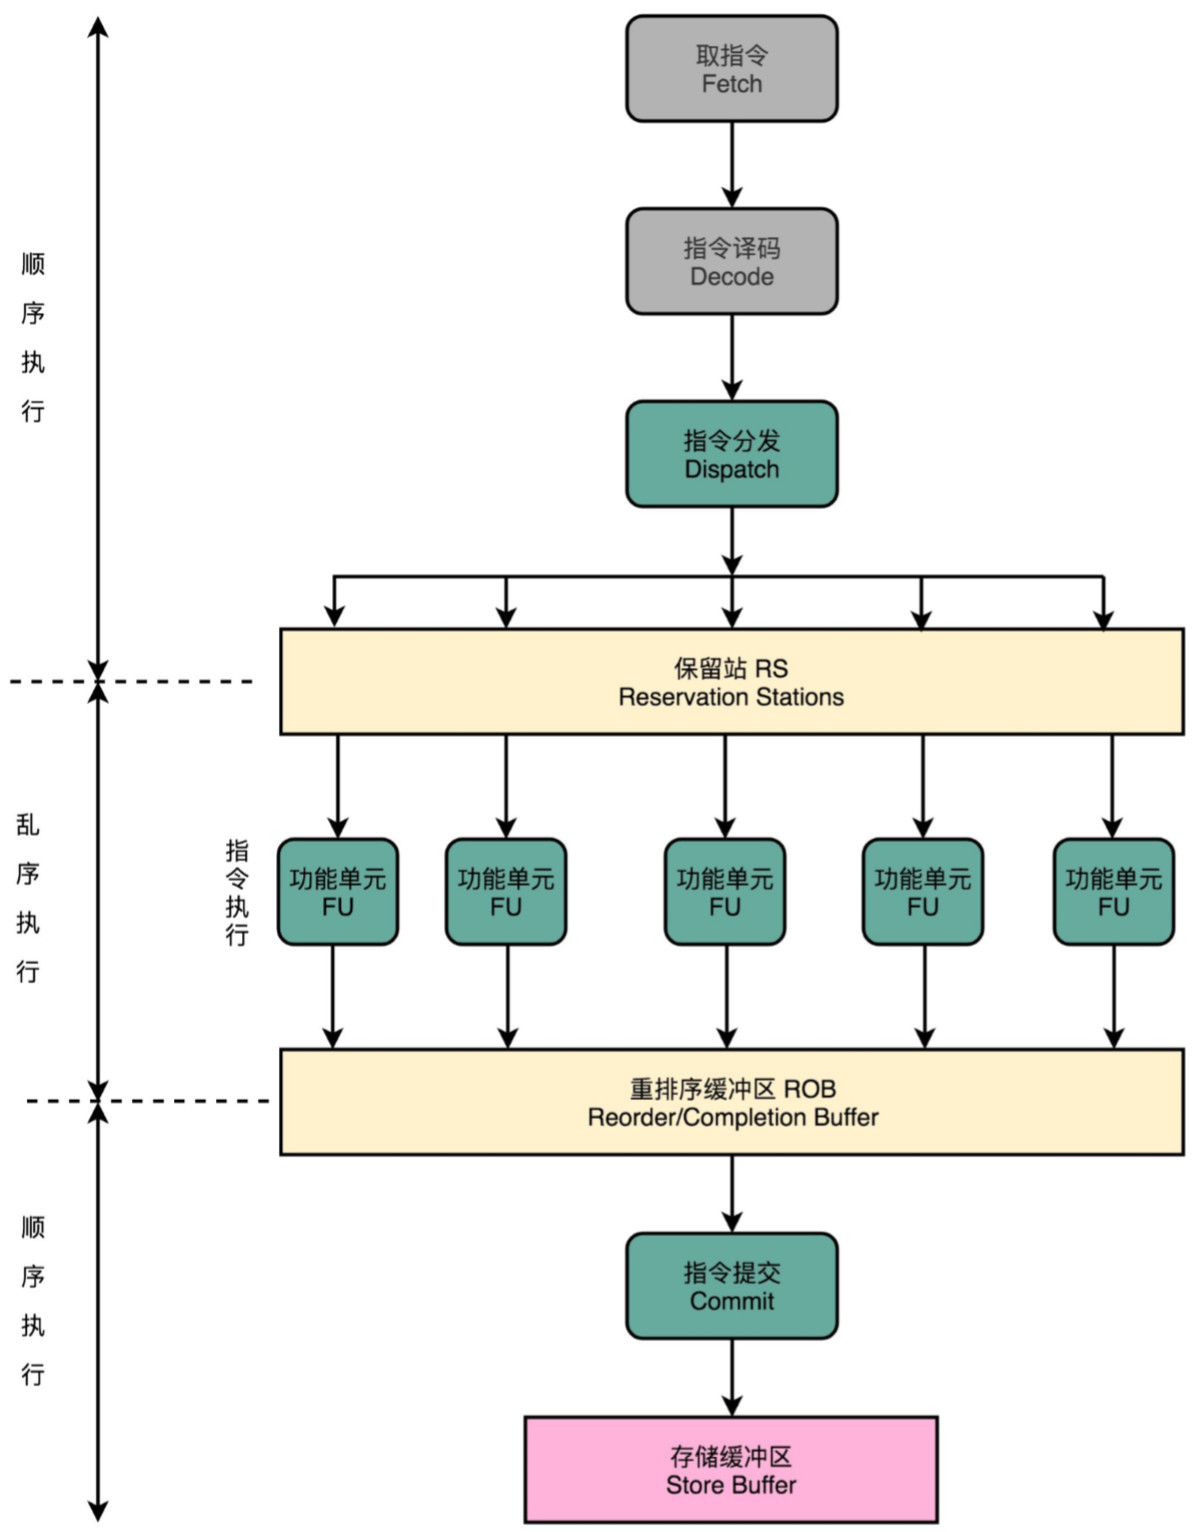 取指令
Fetch
指令译码
Decode
顺序执行
指令分发
Dispatch
保留站 RS
Reservation Stations
乱序执行
指令执行
功能单元
FU
功能单元
FU
功能单元
FU
功能单元
FU
功能单元
FU
重排序缓冲区 ROB
Reorder/Completion Buffer
顺序执行
指令提交
Commit
存储缓冲区
Store Buffer